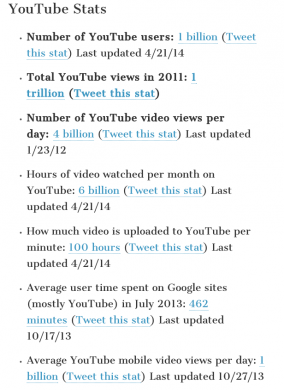 YouTube Stats
• Number of YouTube users: 1 billion (Tweet
this stat) Last updated 4/21/14
• Total YouTube views in 2011: 1
trillion (Tweet this stat)
• Number of YouTube video views per
day: 4 billion (Tweet this stat) Last updated
1/23/12
• Hours of video watched per month on
YouTube: 6 billion (Tweet this stat) Last
updated 4/21/14
• How much video is uploaded to YouTube per
minute: 100 hours (Tweet this stat) Last
updated 4/21/14
• Average user time spent on Google sites
(mostly YouTube) in July 2013: 462
minutes (Tweet this stat) Last updated
10/17/13
• Average YouTube mobile video views per day: 1
billion (Tweet this stat) Last updated 10/27/13